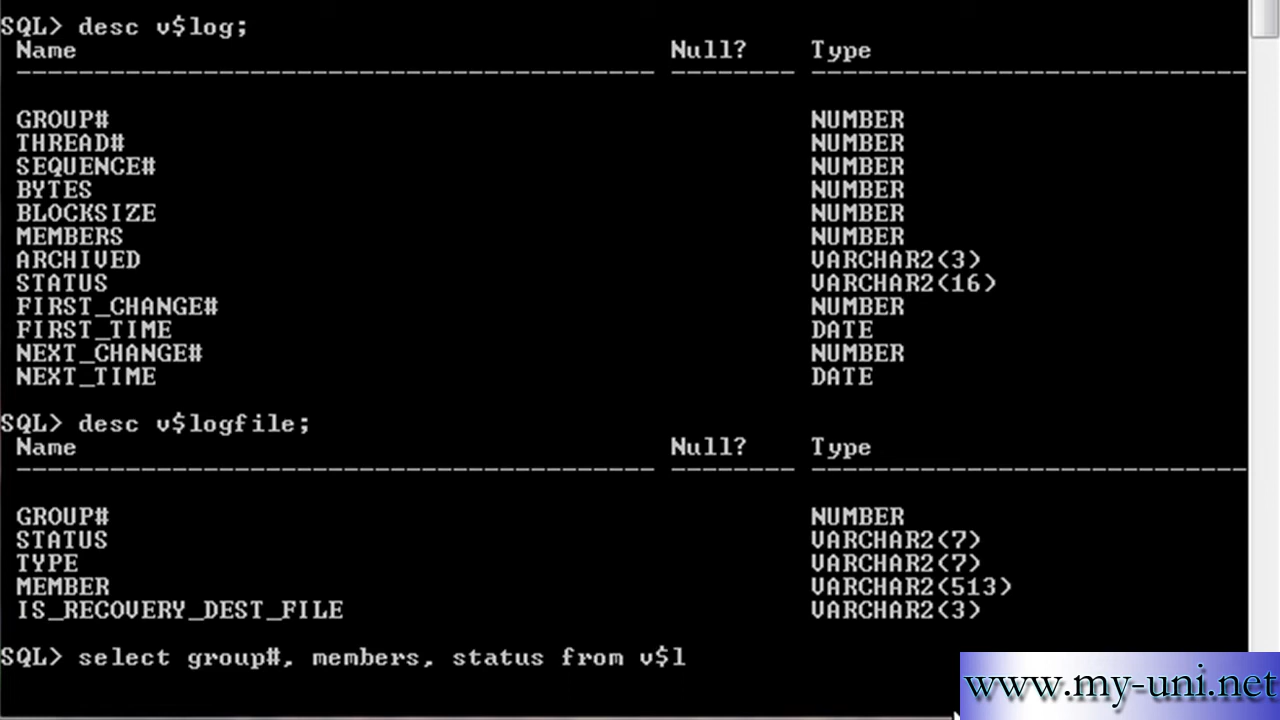 SQL> desc v$log;
Name Null? Type
----------------------------------------- -------- ----------------------------
GROUP# NUMBER
THREAD# NUMBER
SEQUENCE# NUMBER
BYTES NUMBER
BLOCKSIZE NUMBER
MEMBERS NUMBER
ARCHIVED VARCHAR2(3)
STATUS VARCHAR2(16)
FIRST_CHANGE# NUMBER
FIRST_TIME DATE
NEXT_CHANGE# NUMBER
NEXT_TIME DATE
SQL> desc v$logfile;
Name Null? Type
----------------------------------------- -------- ----------------------------
GROUP# NUMBER
STATUS VARCHAR2(7)
TYPE VARCHAR2(7)
MEMBER VARCHAR2(513)
IS_RECOVERY_DEST_FILE VARCHAR2(3)
SQL> select group#, members, status from v$l
www.my-uni.net